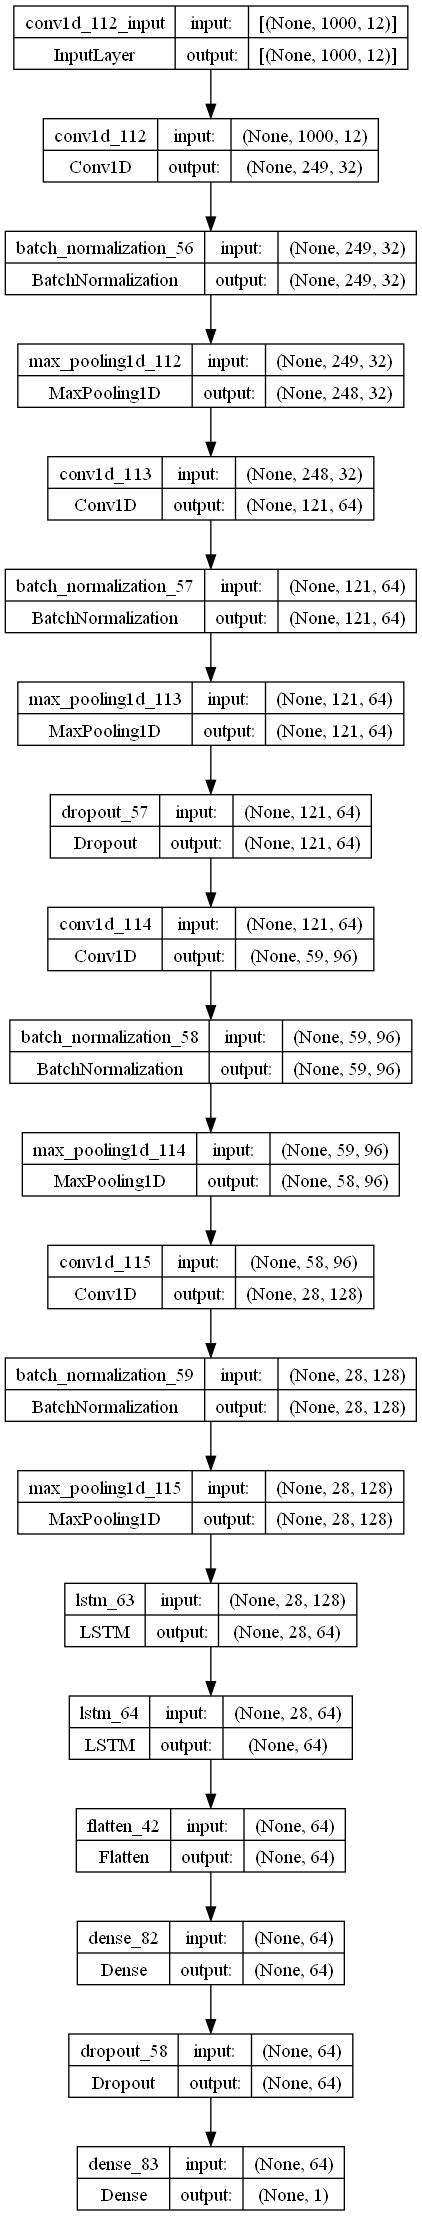 conv1d_112_input input: [(None, 1000, 12)]
InputLayer output: [(None, 1000, 12)]
conv1d_112 input: (None, 1000, 12)
Conv1D output: (None, 249, 32)
batch_normalization_56 input: (None, 249, 32)
BatchNormalization output: (None, 249, 32)
max_pooling1d_112 input: (None, 249, 32)
MaxPooling1D output: (None, 248, 32)
conv1d_113 input: (None, 248, 32)
Conv1D output: (None, 121, 64)
batch_normalization_57 input: (None, 121, 64)
BatchNormalization output: (None, 121, 64)
max_pooling1d_113 input: (None, 121, 64)
MaxPooling1D output: (None, 121, 64)
dropout_57 input: (None, 121, 64)
Dropout output: (None, 121, 64)
conv1d_114 input: (None, 121, 64)
Conv1D output: (None, 59, 96)
batch_normalization_58 input: (None, 59, 96)
BatchNormalization output: (None, 59, 96)
max_pooling1d_114 input: (None, 59, 96)
MaxPooling1D output: (None, 58, 96)
conv1d_115 input: (None, 58, 96)
Conv1D output: (None, 28, 128)
batch_normalization_59 input: (None, 28, 128)
BatchNormalization output: (None, 28, 128)
max_pooling1d_115 input: (None, 28, 128)
MaxPooling1D output: (None, 28, 128)
lstm_63 input: (None, 28, 128)
LSTM output: (None, 28, 64)
lstm_64 input: (None, 28, 64)
LSTM output: (None, 64)
flatten_42 input: (None, 64)
Flatten output: (None, 64)
dense_82 input: (None, 64)
Dense output: (None, 64)
dropout_58 input: (None, 64)
Dropout output: (None, 64)
dense_83 input: (None, 64)
Dense output: (None, 1)